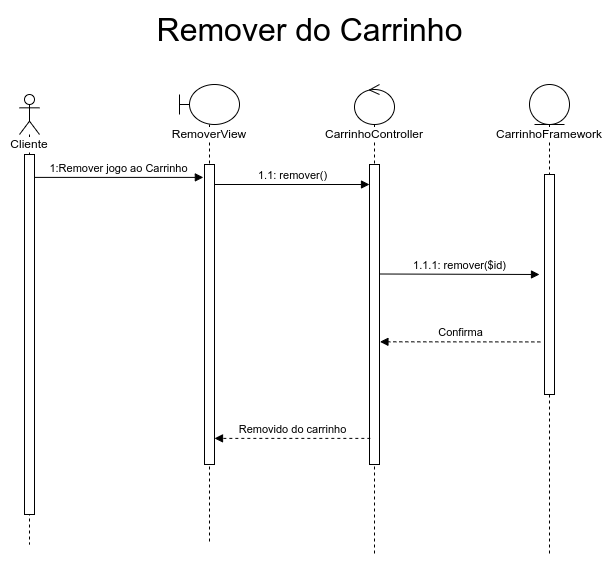 Remover do Carrinho
Cliente
RemoverView
CarrinhoController
CarrinhoFramework
1:Remover jogo ao Carrinho
1.1: remover()
1.1.1: remover($id)
Confirma
Removido do carrinho